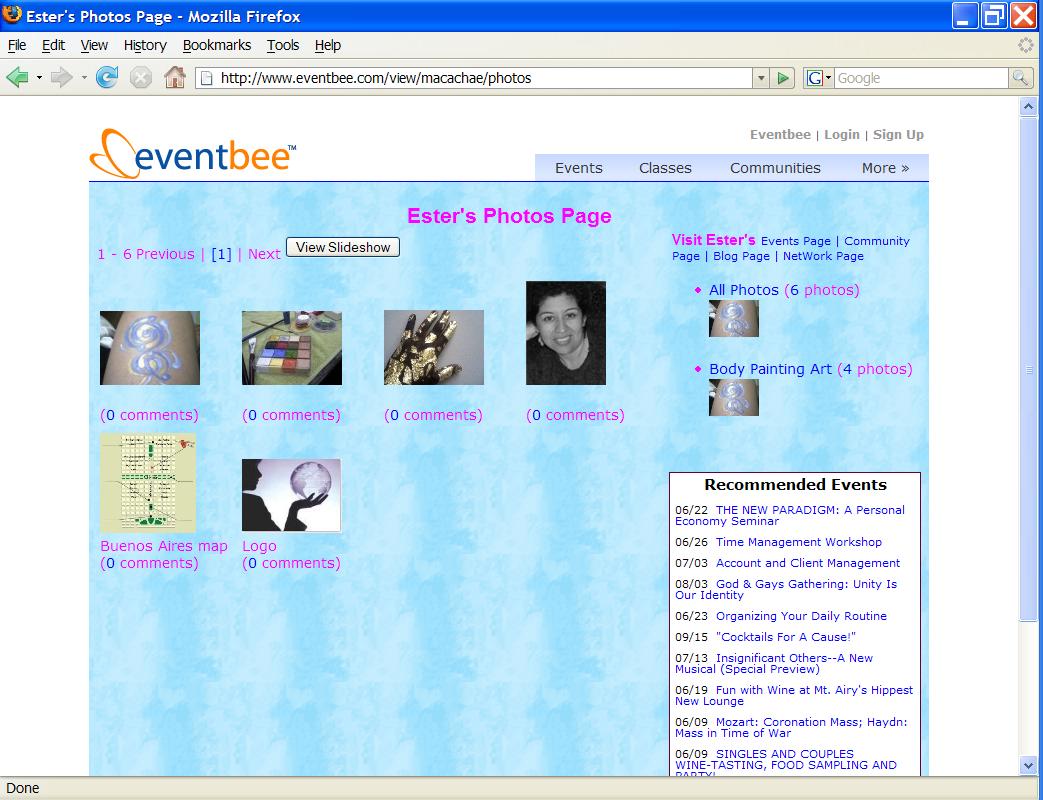 Ester's Photos Page - Mozilla Firefox
File Edit View History Bookmarks Tools Help
http://www.eventbee.com/view/macachae/photos
G Google
eventbee™
Eventbee | Login | Sign Up
Events Classes Communities More »
Ester's Photos Page
1 - 6 Previous | [1] | Next View Slideshow
(0 comments) (0 comments) (0 comments) (0 comments)
Buenos Aires map Logo
(0 comments) (0 comments)
Visit Ester's Events Page | Community
Page | Blog Page | NetWork Page
All Photos (6 photos)
Body Painting Art (4 photos)
Recommended Events
06/22 THE NEW PARADIGM: A Personal
Economy Seminar
06/26 Time Management Workshop
07/03 Account and Client Management
08/03 God & Gays Gathering: Unity Is
Our Identity
06/23 Organizing Your Daily Routine
09/15 "Cocktails For A Cause!"
07/13 Insignificant Others--A New
Musical (Special Preview)
06/19 Fun with Wine at Mt. Airy's Hippest
New Lounge
06/09 Mozart: Coronation Mass; Haydn:
Mass in Time of War
06/09 SINGLES AND COUPLES
WINE-TASTING, FOOD SAMPLING AND
PARTY!
Done